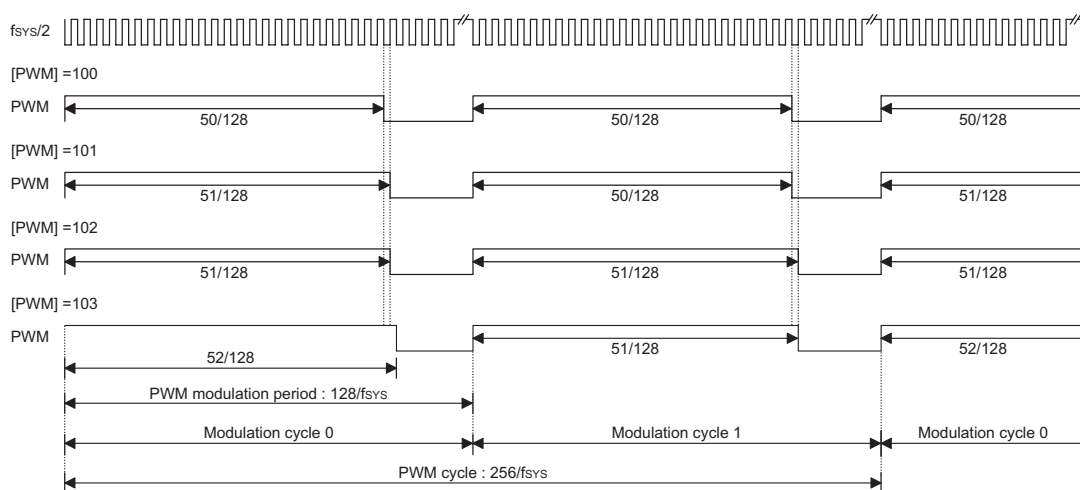 fSYS/2
[PWM] =100
PWM
50/128 50/128 50/128
[PWM] =101
PWM
51/128 50/128 51/128
[PWM] =102
PWM
51/128 51/128 51/128
[PWM] =103
PWM
52/128 51/128 52/128
PWM modulation period : 128/fSYS
Modulation cycle 0 Modulation cycle 1 Modulation cycle 0
PWM cycle : 256/fSYS